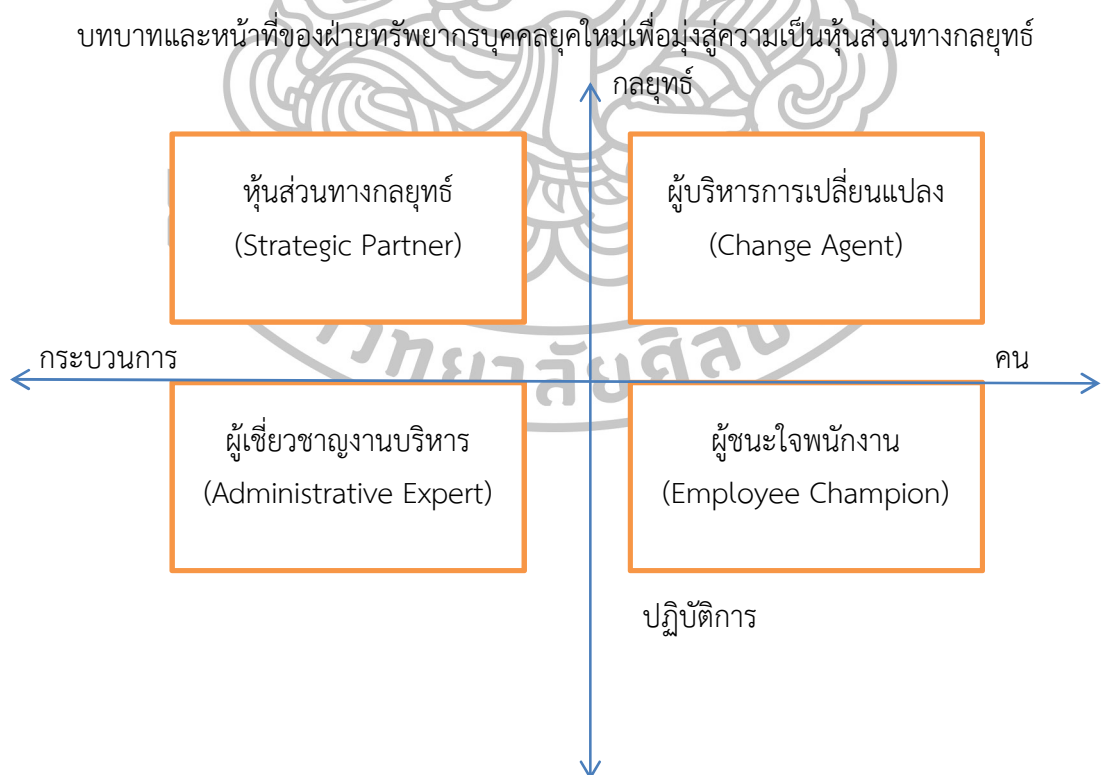 บทบาทและหน้าที่ของฝ่ายทรัพยากรบุคคลยุคใหม่เพื่อมุ่งสู่ความเป็นหุ้นส่วนทางกลยุทธ์
กลยุทธ์
หุ้นส่วนทางกลยุทธ์
(Strategic Partner)
ผู้บริหารการเปลี่ยนแปลง
(Change Agent)
กระบวนการ
คน
ผู้เชี่ยวชาญงานบริหาร
(Administrative Expert)
ผู้ชนะใจพนักงาน
(Employee Champion)
ปฏิบัติการ